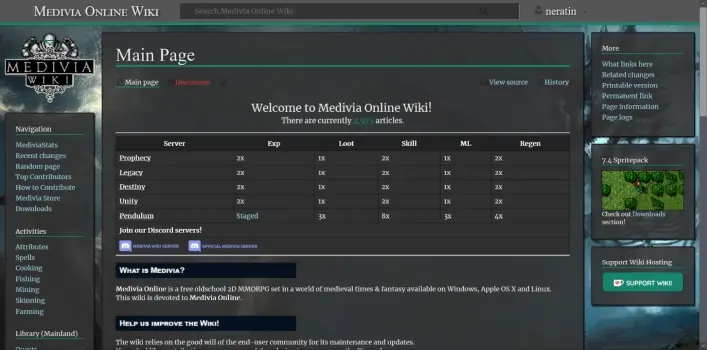 MEDIVIA ONLINE WIKI
Search Medivia Online Wiki
neratin
MEDIVIA
WIKI
Navigation
MediviaStats
Recent changes
Random page
Top Contributors
How to Contribute
Medivia Store
Downloads
Activities
Attributes
Spells
Cooking
Fishing
Mining
Skinning
Farming
Library (Mainland)
Main Page
Main page Discussion View source History
Welcome to Medivia Online Wiki!
There are currently articles.
Server Exp Loot Skill ML Regen
Prophecy 2x 1x 2x 1x 2x
Legacy 2x 1x 2x 1x 2x
Destiny 2x 1x 2x 1x 2x
Unity 2x 1x 2x 1x 2x
Pendulum Staged 3x 8x 3x 4x
Join our Discord servers!
MEDIVIA WIKI SERVER OFFICIAL MEDIVIA SERVER
WHAT IS MEDIVIA?
Medivia Online is a free oldschool 2D MMORPG set in a world of medieval times & fantasy available on Windows, Apple OS X and Linux.
This wiki is devoted to Medivia Online.
HELP US IMPROVE THE WIKI!
The wiki relies on the good will of the end-user community for its maintenance and updates.
More
What links here
Related changes
Printable version
Permanent link
Page information
Page logs
7.4 Spritepack
Check out Downloads
section!
Support Wiki Hosting
SUPPORT WIKI!